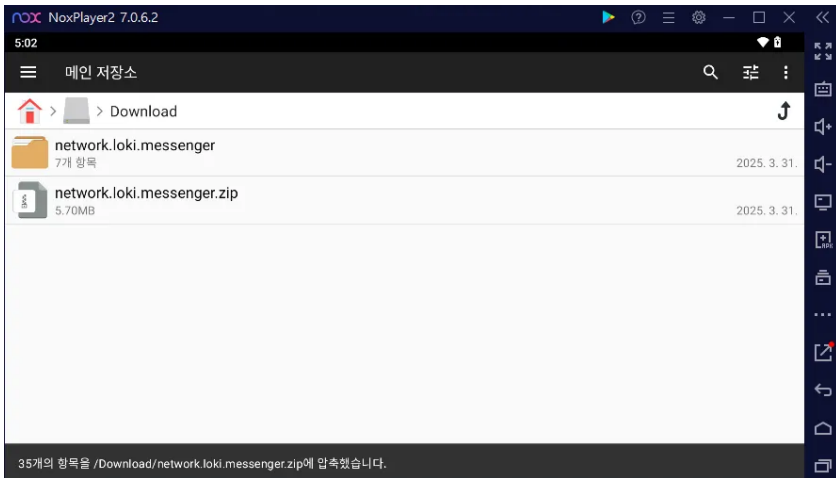 nox NoxPlayer2 7.0.6.2
5:02
메인 저장소
Download
network.loki.messenger
7개 항목
2025. 3. 31.
network.loki.messenger.zip
5.70MB
2025. 3. 31.
35개의 항목을 /Download/network.loki.messenger.zip에 압축했습니다.